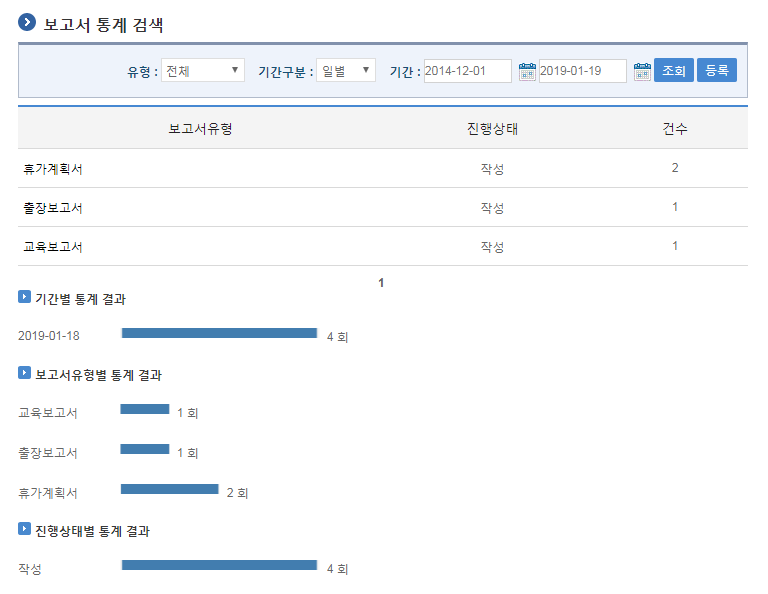 보고서 통계 검색
유형 : 전체 기간구분 : 일별 기간 : 2014-12-01 2019-01-19 조회 등록
보고서유형 진행상태 건수
휴가계획서 작성 2
출장보고서 작성 1
교육보고서 작성 1
1
기간별 통계 결과
2019-01-18 4 회
보고서유형별 통계 결과
교육보고서 1 회
출장보고서 1 회
휴가계획서 2 회
진행상태별 통계 결과
작성 4 회